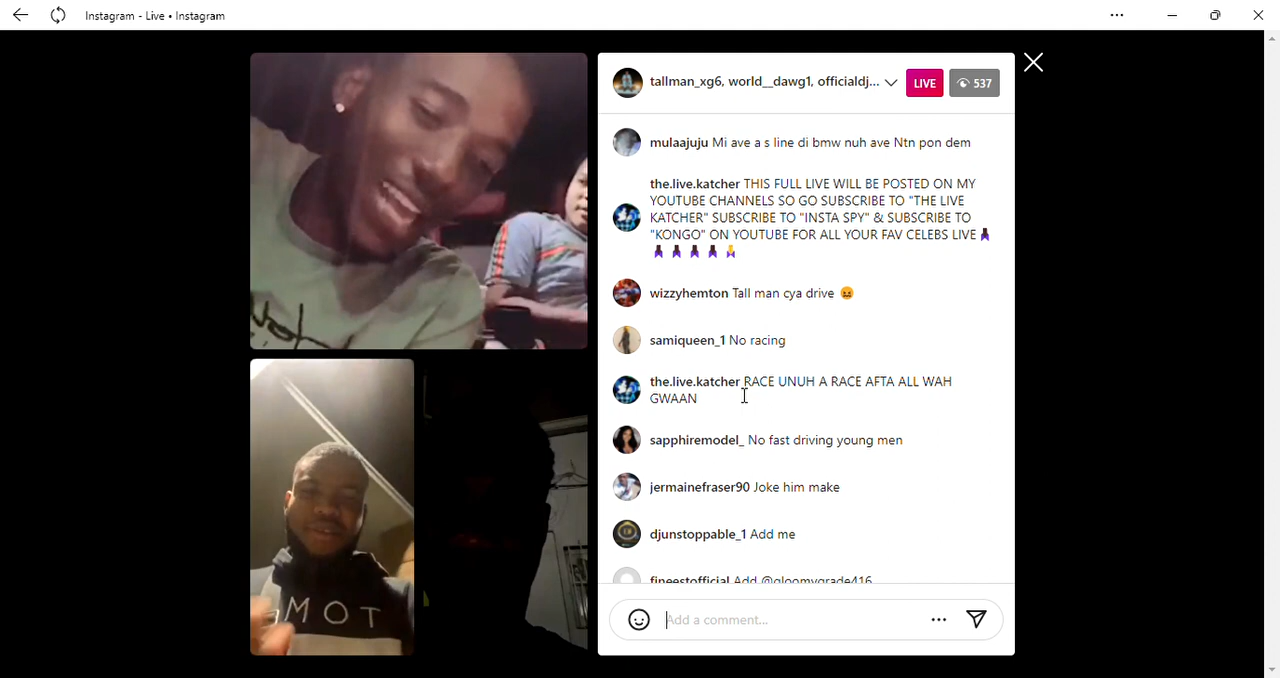 Instagram - Live • Instagram
tallman_xg6, world__dawg1, officialdj...
LIVE
537
mulaajuju Mi ave a s line di bmw nuh ave Ntn pon dem
the.live.katcher THIS FULL LIVE WILL BE POSTED ON MY
YOUTUBE CHANNELS SO GO SUBSCRIBE TO "THE LIVE
KATCHER" SUBSCRIBE TO "INSTA SPY" & SUBSCRIBE TO
"KONGO" ON YOUTUBE FOR ALL YOUR FAV CELEBS LIVE
wizzyhemton Tall man cya drive 😡
samiqueen_1 No racing
the.live.katcher RACE UNUH A RACE AFTA ALL WAH
GWAAN
sapphiremodel_ No fast driving young men
jermainefraser90 Joke him make
djunstoppable_1 Add me
fineestofficial Add @gloomygrade416
Add a comment...
MOT